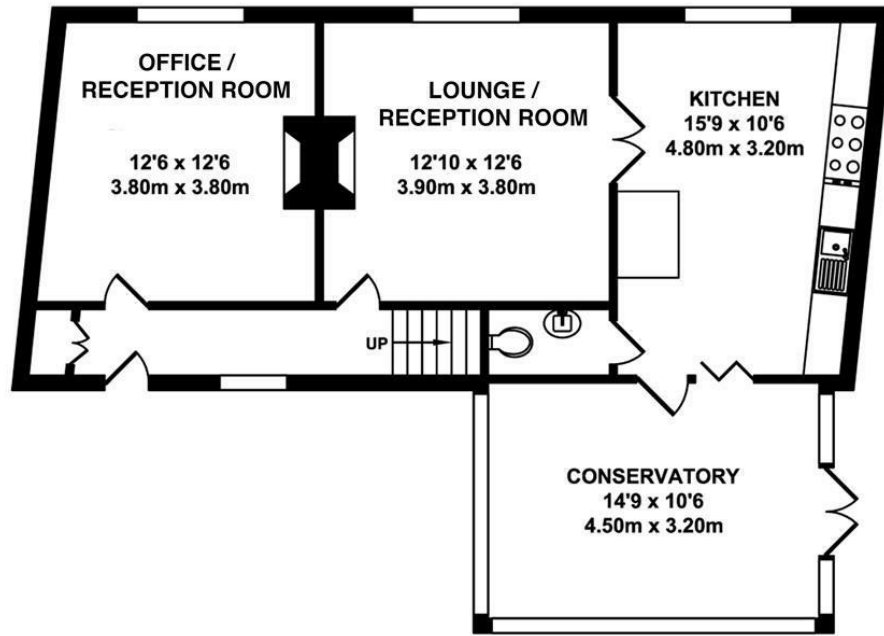 OFFICE /
RECEPTION ROOM
12'6 x 12'6
3.80m x 3.80m
LOUNGE /
RECEPTION ROOM
12'10 x 12'6
3.90m x 3.80m
KITCHEN
15'9 x 10'6
4.80m x 3.20m
UP
CONSERVATORY
14'9 x 10'6
4.50m x 3.20m